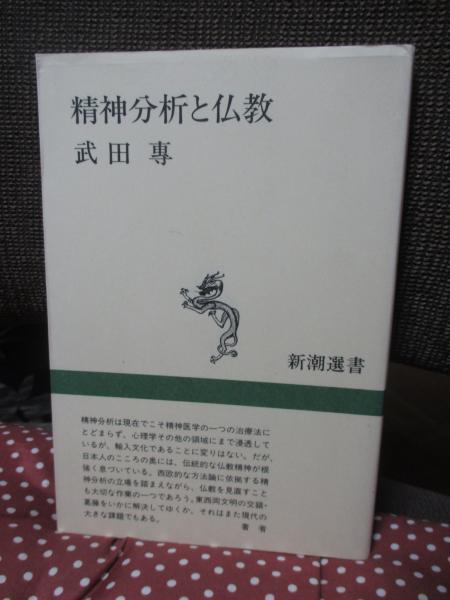 精神分析と仏教
武田 專
新潮選書
精神分析は現在でこそ精神医学の一つの治療法に
とどまらず、心理学その他の領域にまで浸透して
いるが、輸入文化であることに変りはない。だが、
日本人のこころの奥には、伝統的な仏教精神が根
強く息づいている。西欧的な方法論に依拠する精
神分析の立場を踏まえながら、仏教を見直すこと
も大切な作業の一つであろう。東西両文明の交錯・
葛藤をいかに解決してゆくか。それはまた現代の
大きな課題でもある。
著者